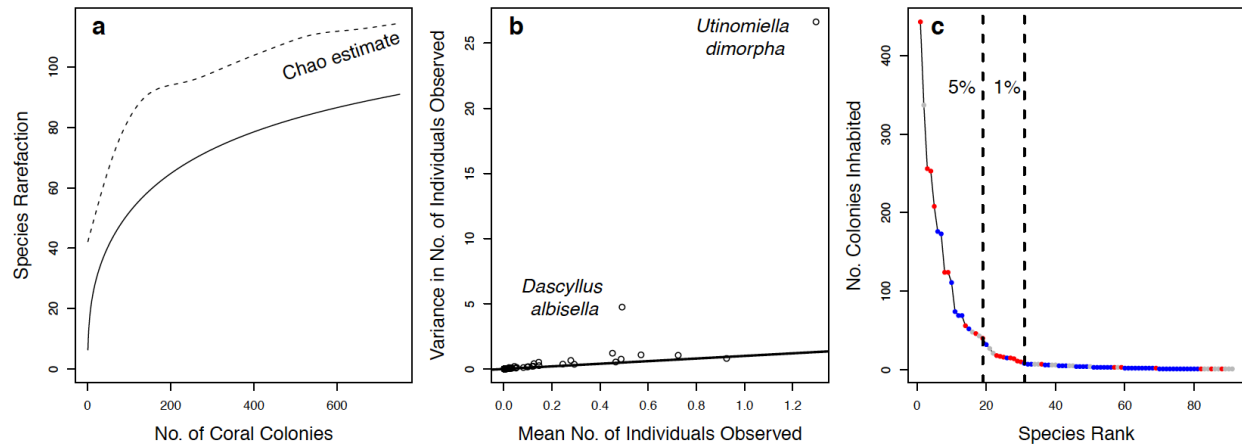 a
Chao estimate
Species Rarefaction
0
20
40
60
80
100
0
200
400
600
No. of Coral Colonies
b
Utinomiella
dimorpha
Dascyllus
albisella
Variance in No. of Individuals Observed
0
5
10
15
20
25
0.0
0.2
0.4
0.6
0.8
1.0
1.2
Mean No. of Individuals Observed
c
5%
1%
No. Colonies Inhabited
0
100
200
300
400
0
20
40
60
80
Species Rank